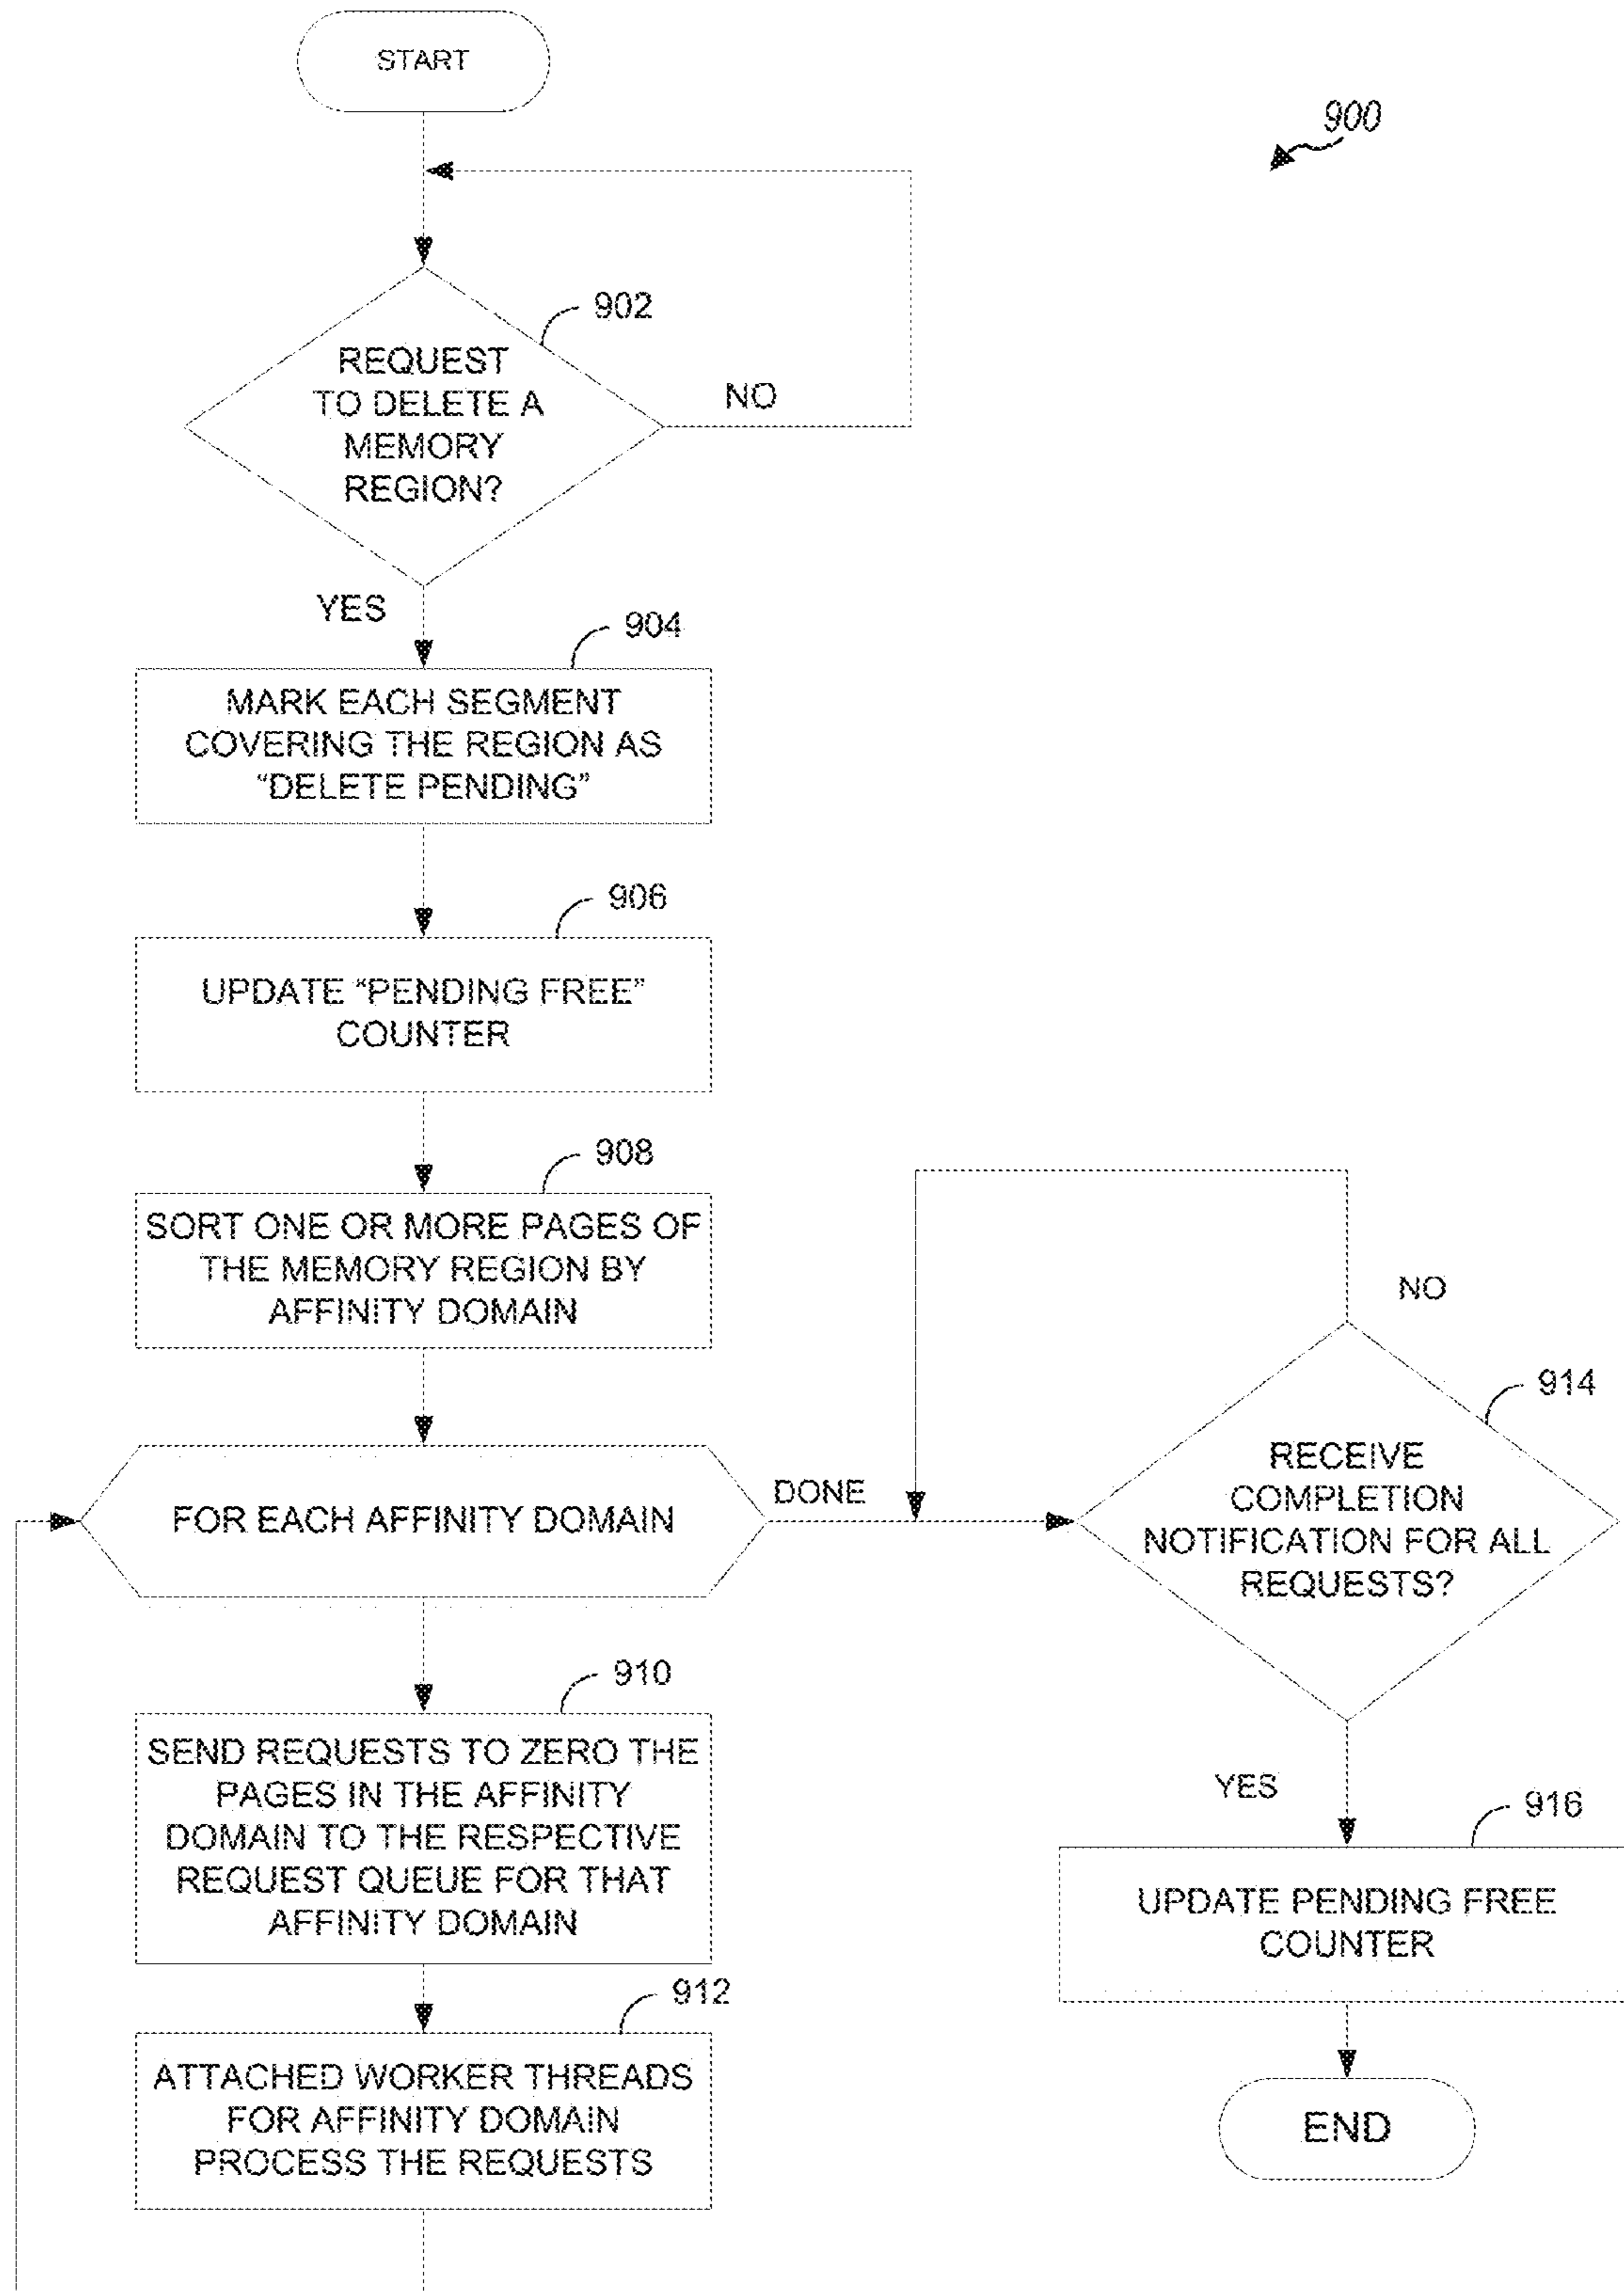 START
900
902
REQUEST
TO DELETE A
MEMORY
REGION?
NO
YES
904
MARK EACH SEGMENT
COVERING THE REGION AS
“DELETE PENDING”
906
UPDATE “PENDING FREE”
COUNTER
908
SORT ONE OR MORE PAGES OF
THE MEMORY REGION BY
AFFINITY DOMAIN
FOR EACH AFFINITY DOMAIN
DONE
910
SEND REQUESTS TO ZERO THE
PAGES IN THE AFFINITY
DOMAIN TO THE RESPECTIVE
REQUEST QUEUE FOR THAT
AFFINITY DOMAIN
912
ATTACHED WORKER THREADS
FOR AFFINITY DOMAIN
PROCESS THE REQUESTS
NO
914
RECEIVE
COMPLETION
NOTIFICATION FOR ALL
REQUESTS?
YES
916
UPDATE PENDING FREE
COUNTER
END